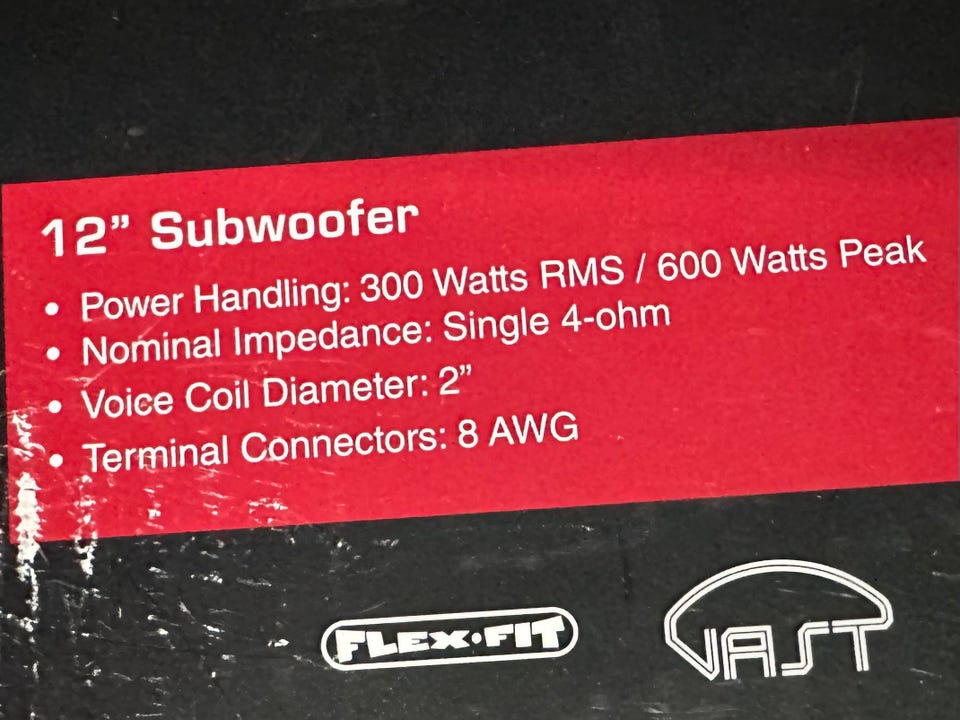 12” Subwoofer
• Power Handling: 300 Watts RMS / 600 Watts Peak
• Nominal Impedance: Single 4-ohm
• Voice Coil Diameter: 2”
• Terminal Connectors: 8 AWG
FLEX•FIT
VAST